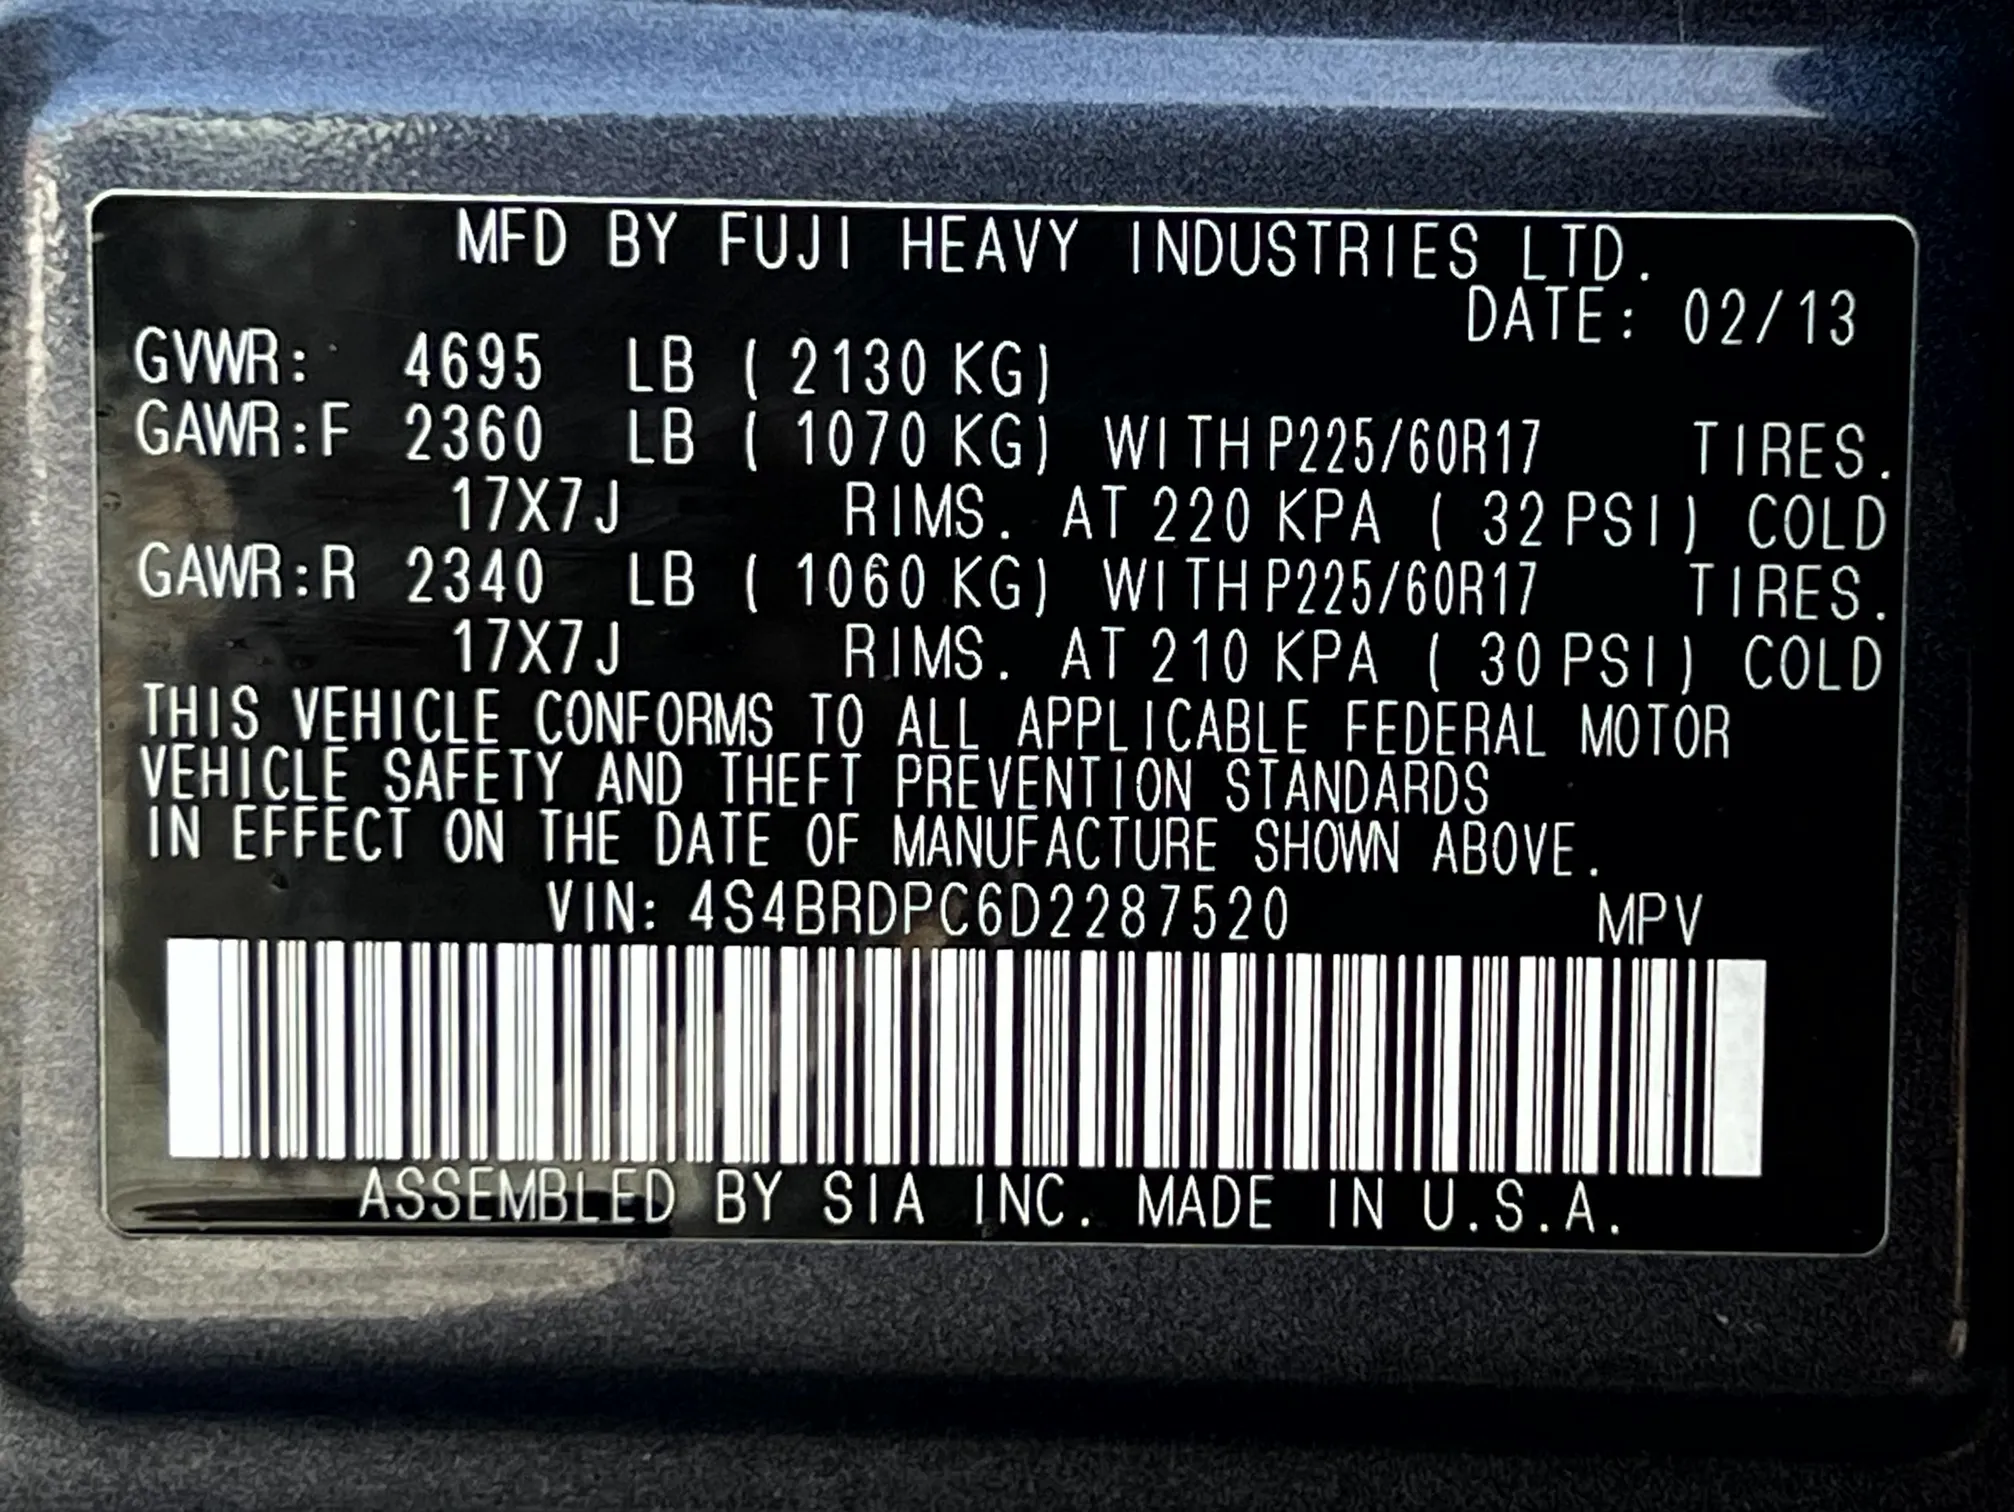 MFD BY FUJI HEAVY INDUSTRIES LTD.
DATE: 02/13
GVWR: 4695 LB ( 2130 KG)
GAWR:F 2360 LB ( 1070 KG) WITH P225/60R17 TIRES.
17X7J RIMS. AT 220 KPA ( 32 PSI) COLD
GAWR:R 2340 LB ( 1060 KG) WITH P225/60R17 TIRES.
17X7J RIMS. AT 210 KPA ( 30 PSI) COLD
THIS VEHICLE CONFORMS TO ALL APPLICABLE FEDERAL MOTOR
VEHICLE SAFETY AND THEFT PREVENTION STANDARDS
IN EFFECT ON THE DATE OF MANUFACTURE SHOWN ABOVE.
VIN: 4S4BRDPC6D2287520 MPV
ASSEMBLED BY SIA INC. MADE IN U.S.A.